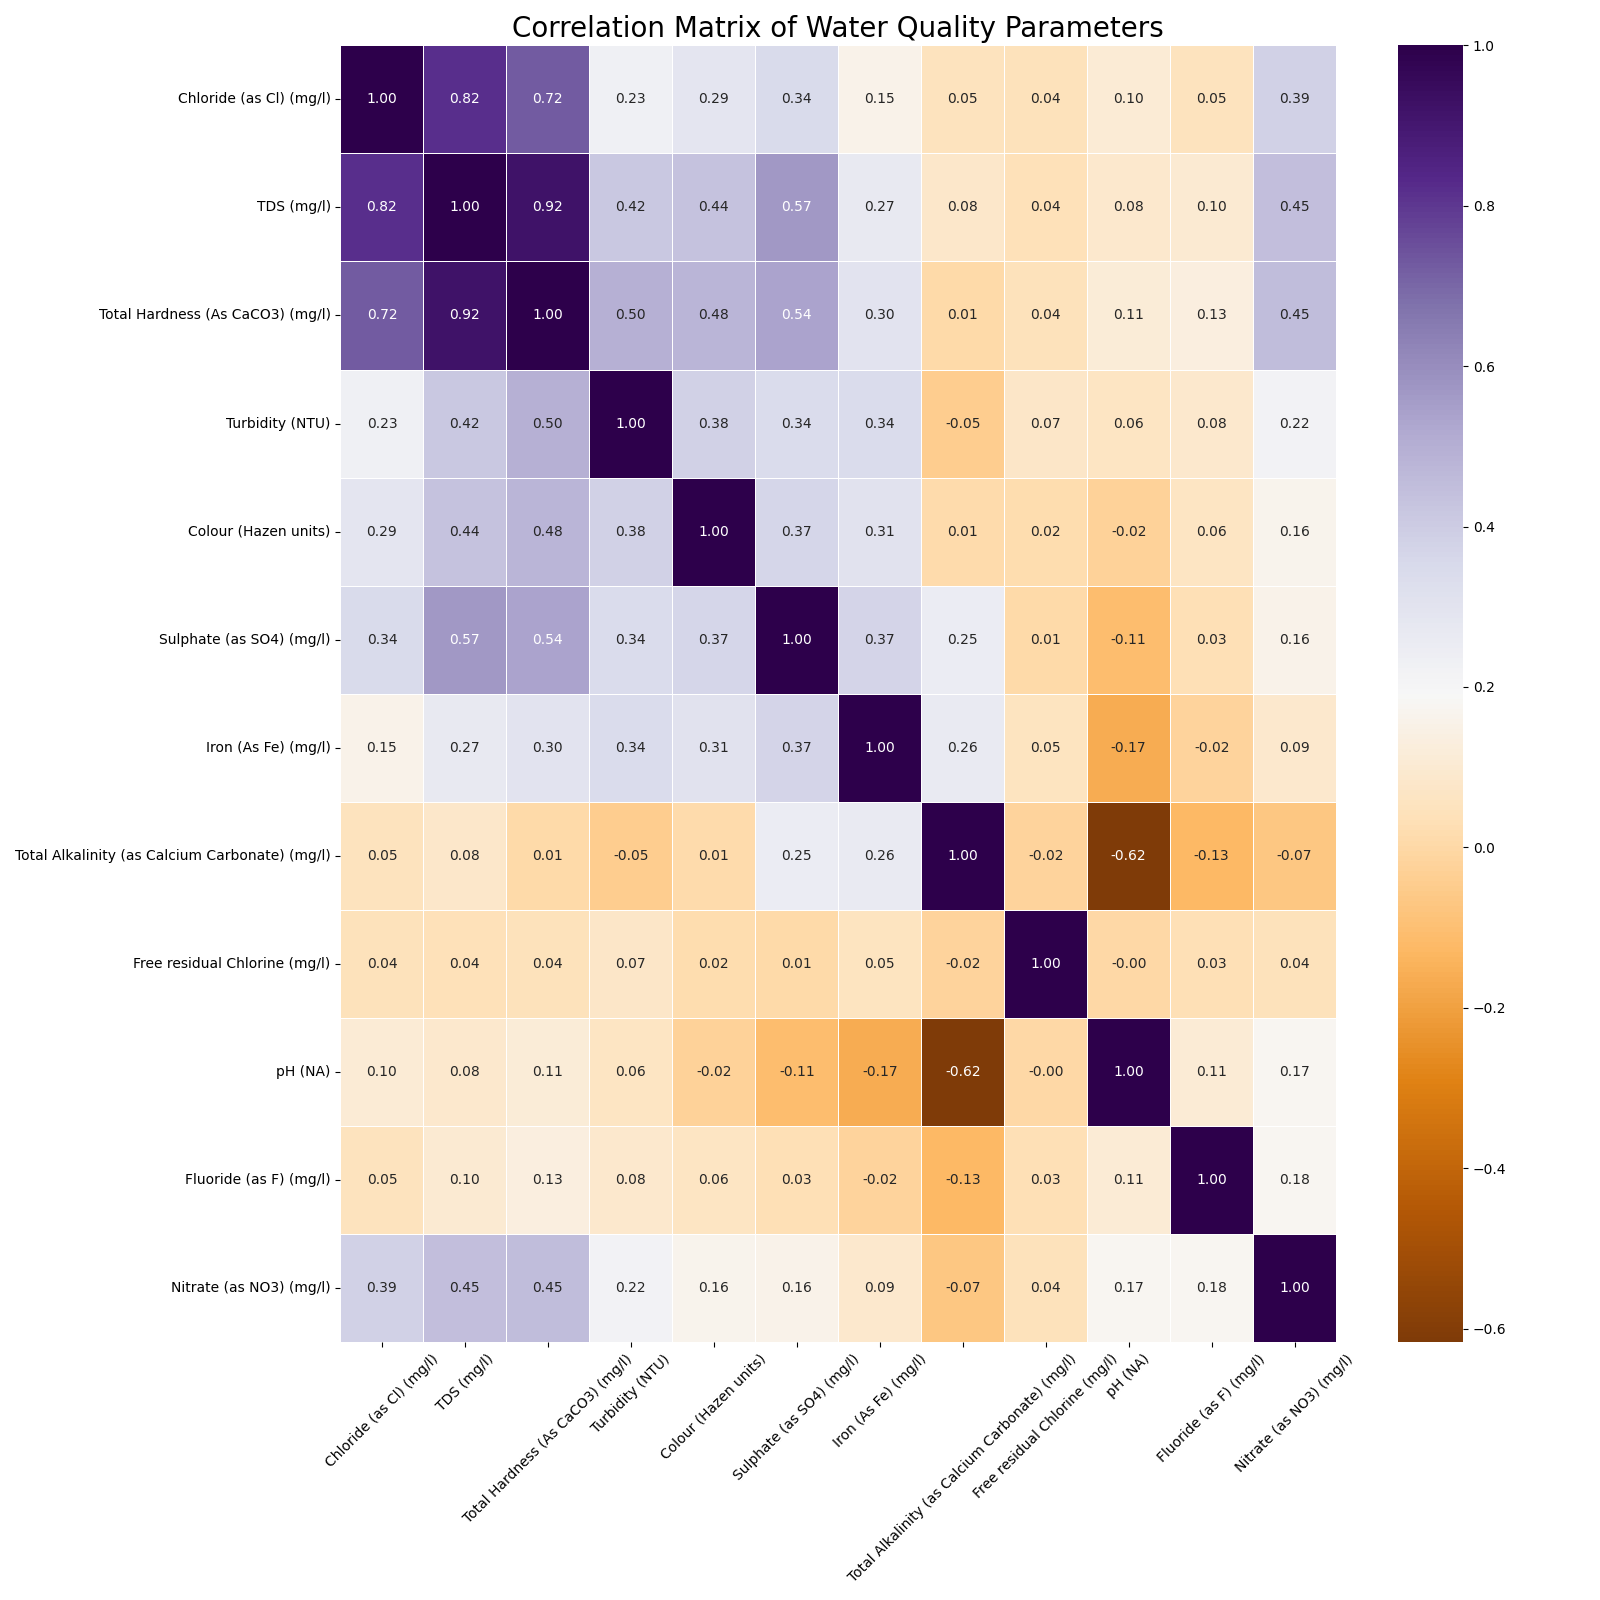 Correlation Matrix of Water Quality Parameters
Chloride (as Cl) (mg/l) 1.00 0.82 0.72 0.23 0.29 0.34 0.15 0.05 0.04 0.10 0.05 0.39
TDS (mg/l) 0.82 1.00 0.92 0.42 0.44 0.57 0.27 0.08 0.04 0.08 0.10 0.45
Total Hardness (As CaCO3) (mg/l) 0.72 0.92 1.00 0.50 0.48 0.54 0.30 0.01 0.04 0.11 0.13 0.45
Turbidity (NTU) 0.23 0.42 0.50 1.00 0.38 0.34 0.34 -0.05 0.07 0.06 0.08 0.22
Colour (Hazen units) 0.29 0.44 0.48 0.38 1.00 0.37 0.31 0.01 0.02 -0.02 0.06 0.16
Sulphate (as SO4) (mg/l) 0.34 0.57 0.54 0.34 0.37 1.00 0.37 0.25 0.01 -0.11 0.03 0.16
Iron (As Fe) (mg/l) 0.15 0.27 0.30 0.34 0.31 0.37 1.00 0.26 0.05 -0.17 -0.02 0.09
Total Alkalinity (as Calcium Carbonate) (mg/l) 0.05 0.08 0.01 -0.05 0.01 0.25 0.26 1.00 -0.02 -0.62 -0.13 -0.07
Free residual Chlorine (mg/l) 0.04 0.04 0.04 0.07 0.02 0.01 0.05 -0.02 1.00 -0.00 0.03 0.04
pH (NA) 0.10 0.08 0.11 0.06 -0.02 -0.11 -0.17 -0.62 -0.00 1.00 0.11 0.17
Fluoride (as F) (mg/l) 0.05 0.10 0.13 0.08 0.06 0.03 -0.02 -0.13 0.03 0.11 1.00 0.18
Nitrate (as NO3) (mg/l) 0.39 0.45 0.45 0.22 0.16 0.16 0.09 -0.07 0.04 0.17 0.18 1.00
Chloride (as Cl) (mg/l)
TDS (mg/l)
Total Hardness (As CaCO3) (mg/l)
Turbidity (NTU)
Colour (Hazen units)
Sulphate (as SO4) (mg/l)
Iron (As Fe) (mg/l)
Total Alkalinity (as Calcium Carbonate) (mg/l)
Free residual Chlorine (mg/l)
pH (NA)
Fluoride (as F) (mg/l)
Nitrate (as NO3) (mg/l)
1.0
0.8
0.6
0.4
0.2
0.0
−0.2
−0.4
−0.6